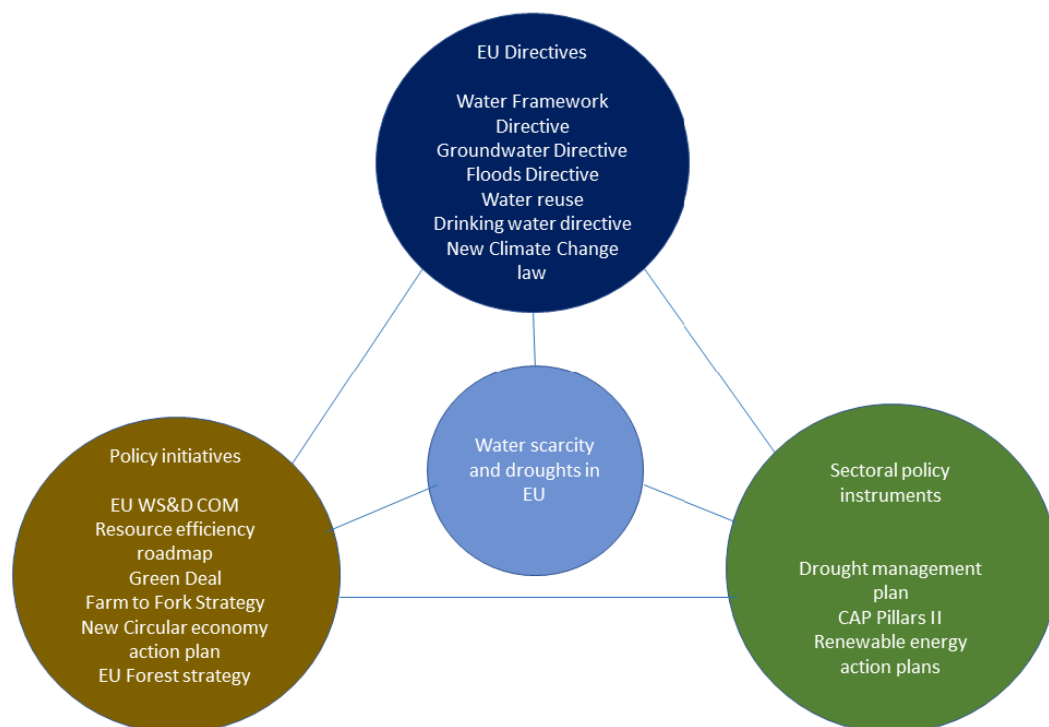 EU Directives
Water Framework
Directive
Groundwater Directive
Floods Directive
Water reuse
Drinking water directive
New Climate Change
law
Water scarcity
and droughts in
EU
Policy initiatives
EU WS&D COM
Resource efficiency
roadmap
Green Deal
Farm to Fork Strategy
New Circular economy
action plan
EU Forest strategy
Sectoral policy
instruments
Drought management
plan
CAP Pillars II
Renewable energy
action plans